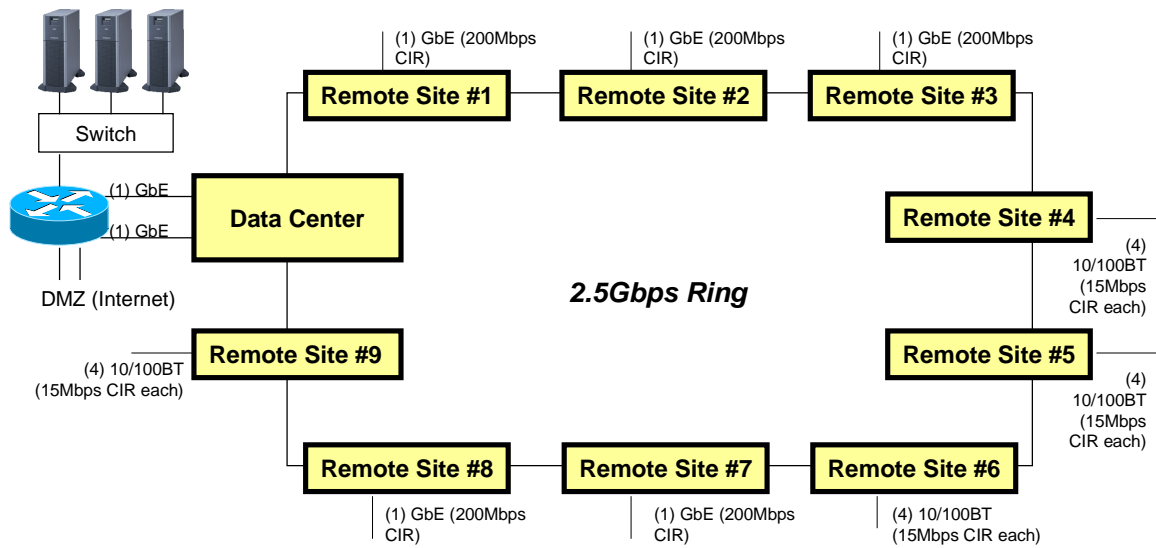 (1) GbE (200Mbps
CIR)
(1) GbE (200Mbps
CIR)
(1) GbE (200Mbps
CIR)
Remote Site #1
Remote Site #2
Remote Site #3
Switch
(1) GbE
(1) GbE
Data Center
Remote Site #4
(4)
10/100BT
(15Mbps
CIR each)
DMZ (Internet)
2.5Gbps Ring
Remote Site #9
(4) 10/100BT
(15Mbps CIR each)
Remote Site #5
(4)
10/100BT
(15Mbps
CIR each)
Remote Site #8
Remote Site #7
Remote Site #6
(1) GbE (200Mbps
CIR)
(1) GbE (200Mbps
CIR)
(4) 10/100BT
(15Mbps CIR each)